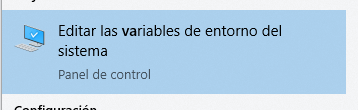 Editar las variables de entorno del
sistema
Panel de control
Configuración